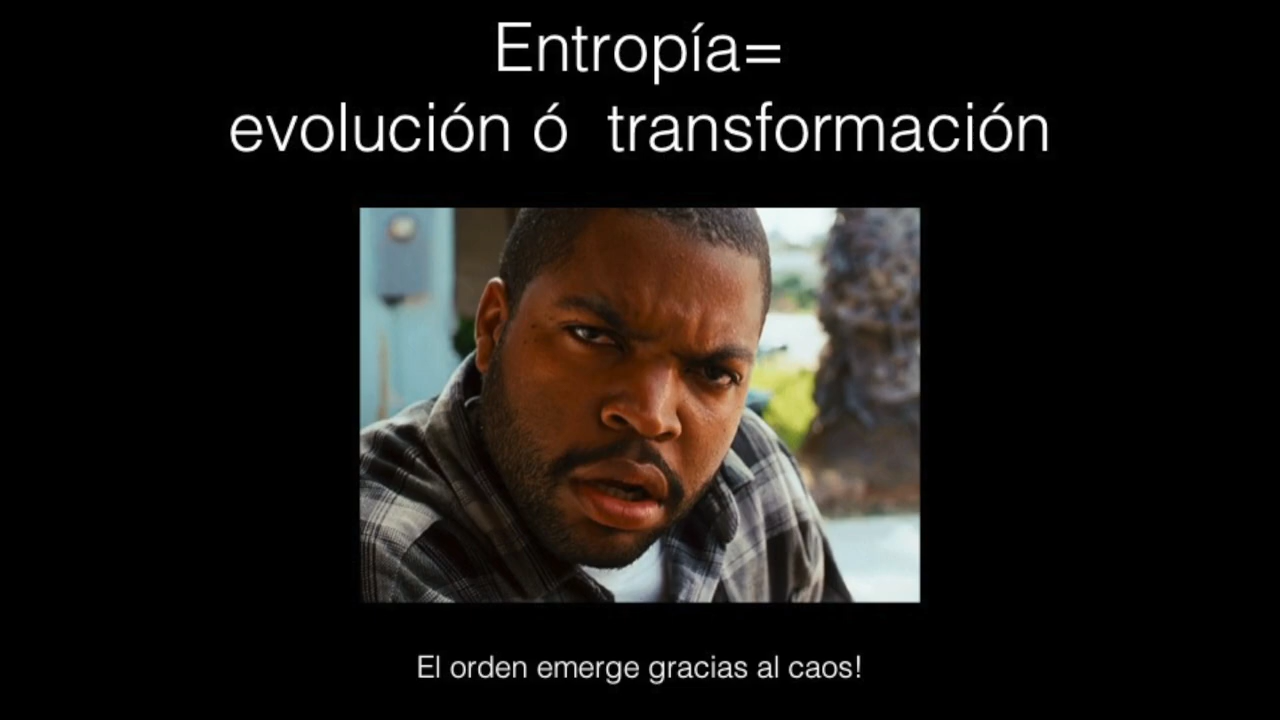 Entropía=
evolución ó transformación
El orden emerge gracias al caos!